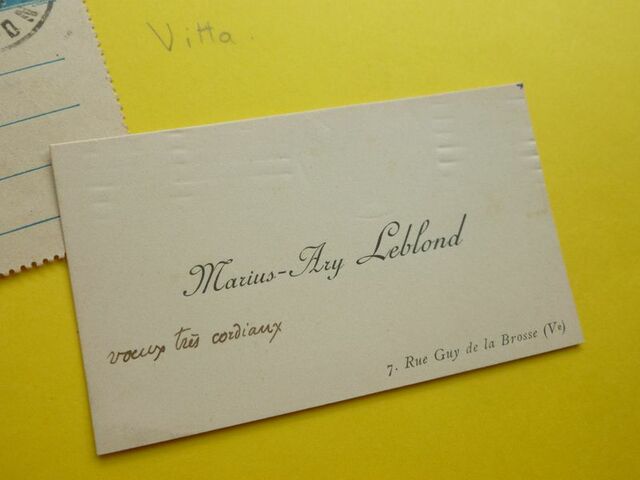 Vitta.
Marius-Ary Leblond
voeux très cordiaux
7. Rue Guy de la Brosse (Ve)